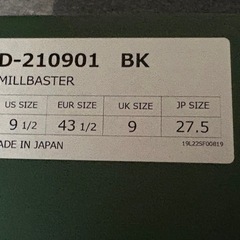 D-210901 BK
MILLBASTER
US SIZE EUR SIZE UK SIZE JP SIZE
9 1/2 43 1/2 9 27.5
ADE IN JAPAN 19L22SF00819